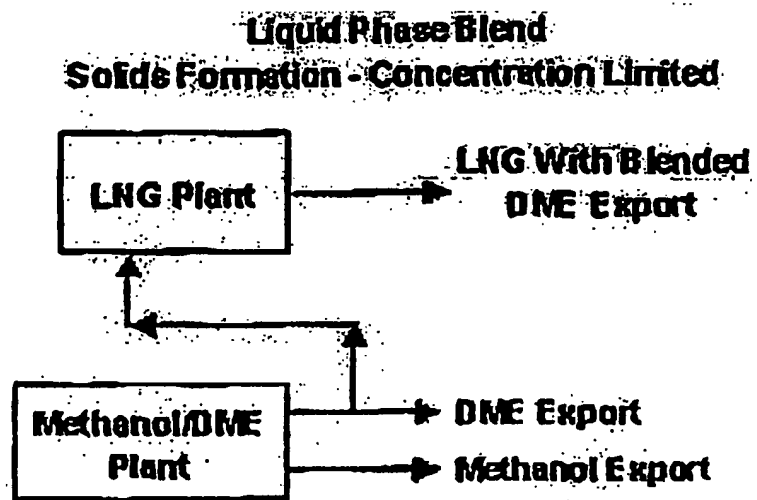 Liquid Phase Blend
Solids Formation - Concentration Limited
LNG Plant
LNG With Blended
DME Export
Methanol/DME
Plant
DME Export
Methanol Export